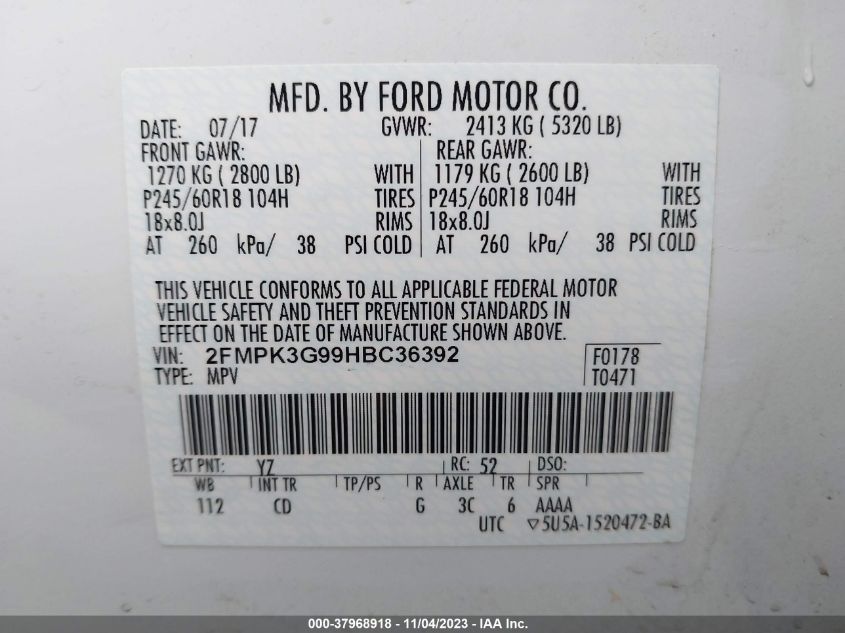 MFD. BY FORD MOTOR CO.
DATE: 07/17 GVWR: 2413 KG ( 5320 LB)
FRONT GAWR: REAR GAWR:
1270 KG ( 2800 LB) WITH 1179 KG ( 2600 LB) WITH
P245/60R18 104H TIRES P245/60R18 104H TIRES
18x8.0J RIMS 18x8.0J RIMS
AT 260 kPa/ 38 PSI COLD AT 260 kPa/ 38 PSI COLD
THIS VEHICLE CONFORMS TO ALL APPLICABLE FEDERAL MOTOR
VEHICLE SAFETY AND THEFT PREVENTION STANDARDS IN
EFFECT ON THE DATE OF MANUFACTURE SHOWN ABOVE.
VIN: 2FMPK3G99HBC36392 F0178
TYPE: MPV T0471
EXT PNT: YZ RC: 52 DSO:
WB INT TR TP/PS R AXLE TR SPR
112 CD G 3C 6 AAAA
UTC ▽5U5A-1520472-BA
000-37968918 - 11/04/2023 - IAA Inc.